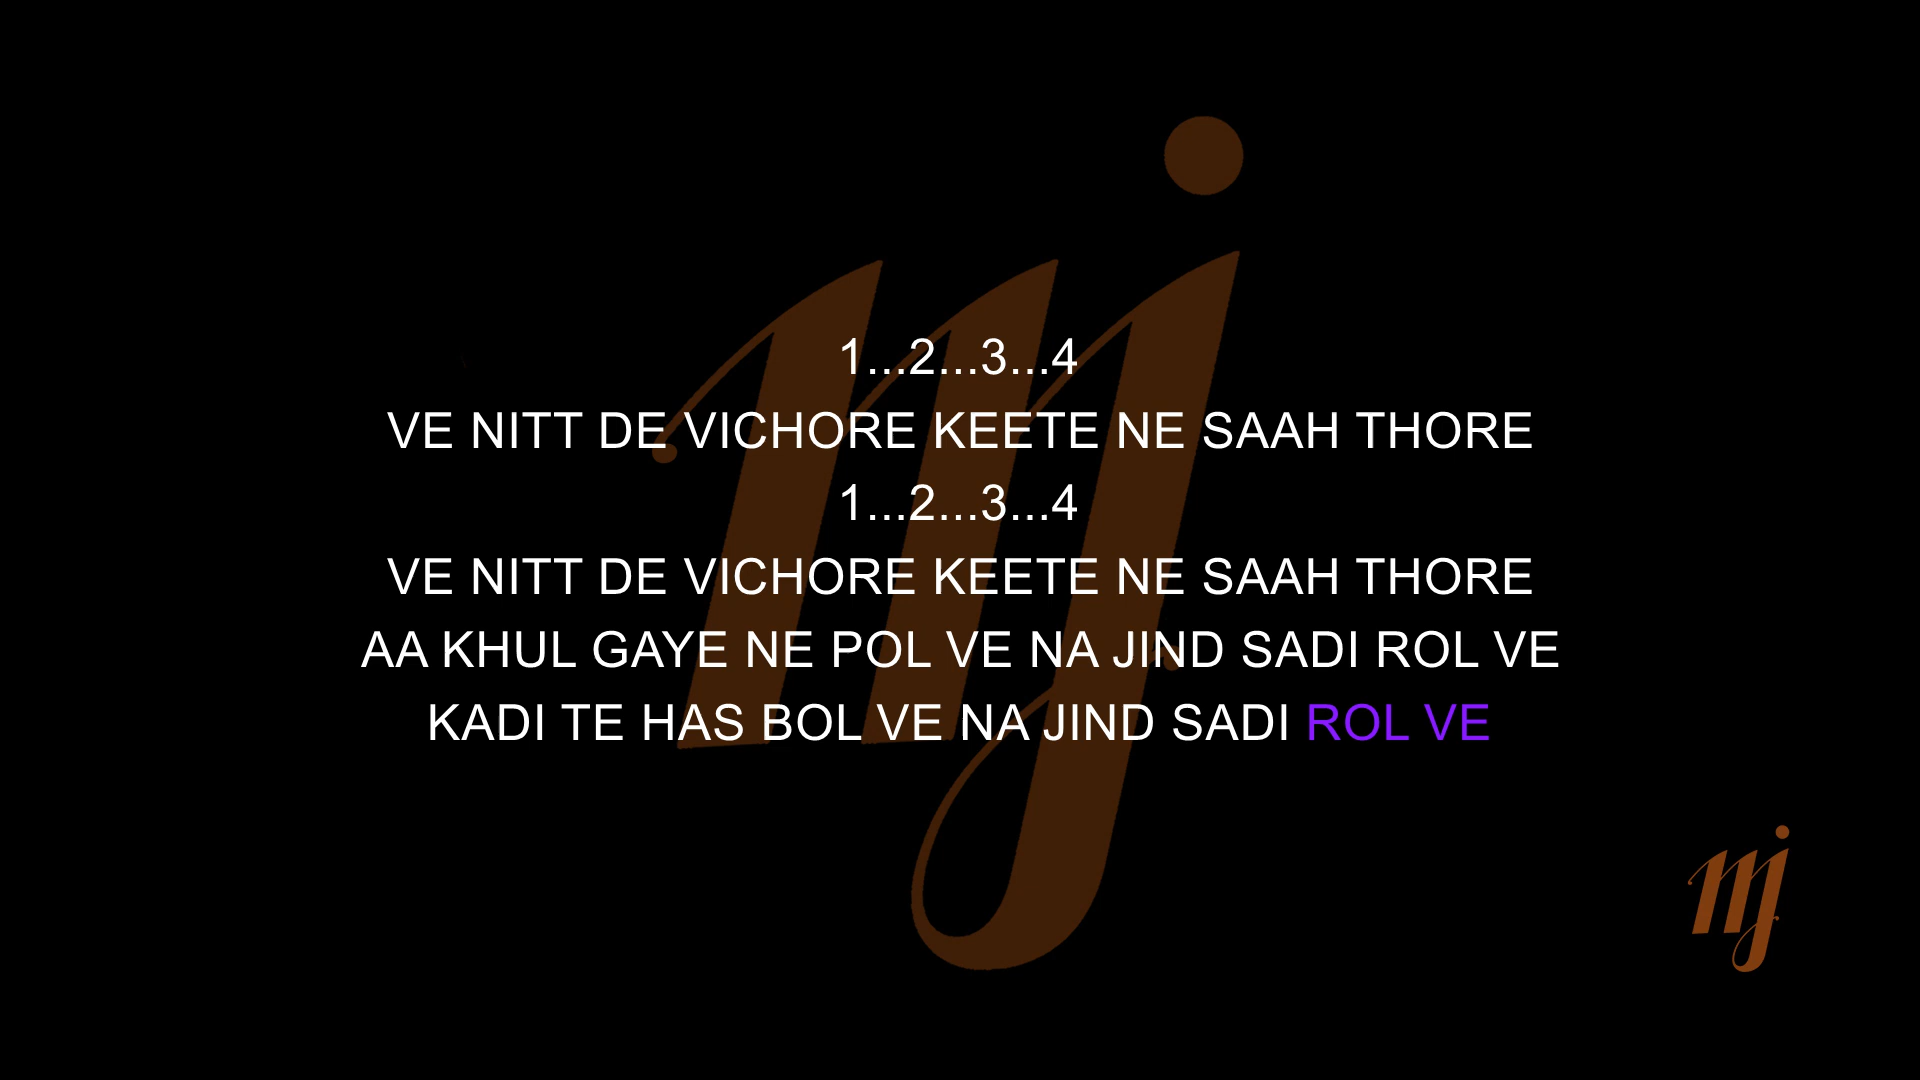 1...2...3...4
VE NITT DE VICHORE KEETE NE SAAH THORE
1...2...3...4
VE NITT DE VICHORE KEETE NE SAAH THORE
AA KHUL GAYE NE POL VE NA JIND SADI ROL VE
KADI TE HAS BOL VE NA JIND SADI ROL VE
mj